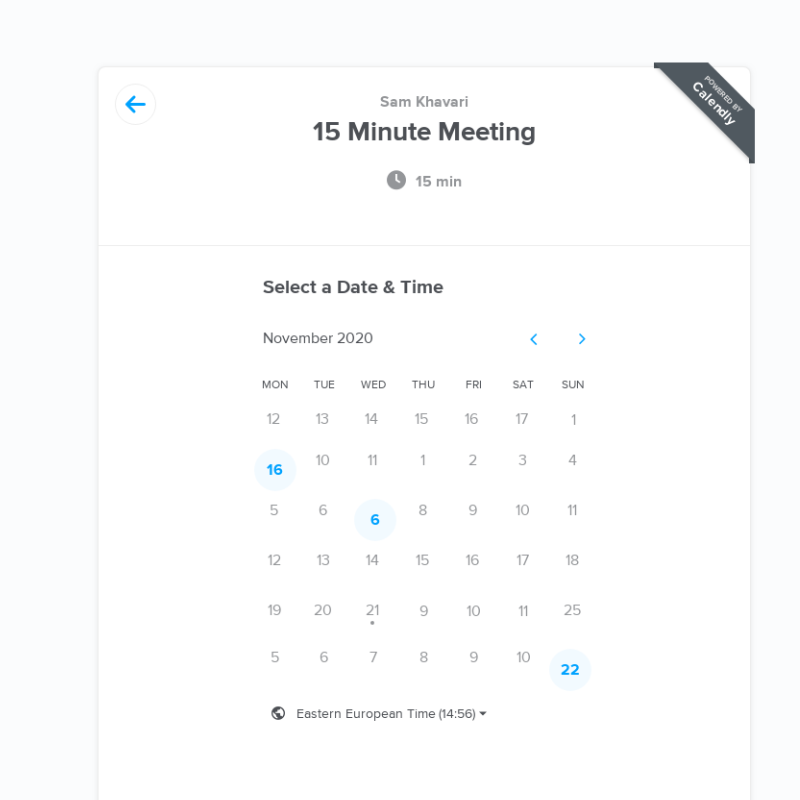 POWERED BY
Calendly
Sam Khavari
15 Minute Meeting
15 min
Select a Date & Time
November 2020
MON TUE WED THU FRI SAT SUN
12 13 14 15 16 17 1
16 10 11 1 2 3 4
5 6 6 8 9 10 11
12 13 14 15 16 17 18
19 20 21 9 10 11 25
5 6 7 8 9 10 22
Eastern European Time (14:56)